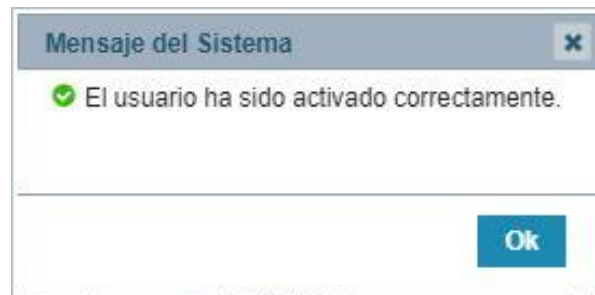 Mensaje del Sistema
El usuario ha sido activado correctamente.
Ok